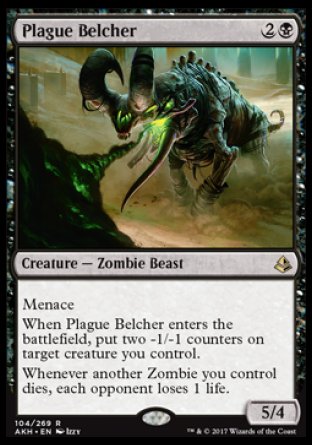 Plague Belcher 2
Creature — Zombie Beast
Menace
When Plague Belcher enters the
battlefield, put two -1/-1 counters on
target creature you control.
Whenever another Zombie you control
dies, each opponent loses 1 life.
104/269 R
AKH • EN Izzy
™ & © 2017 Wizards of the Coast
5/4